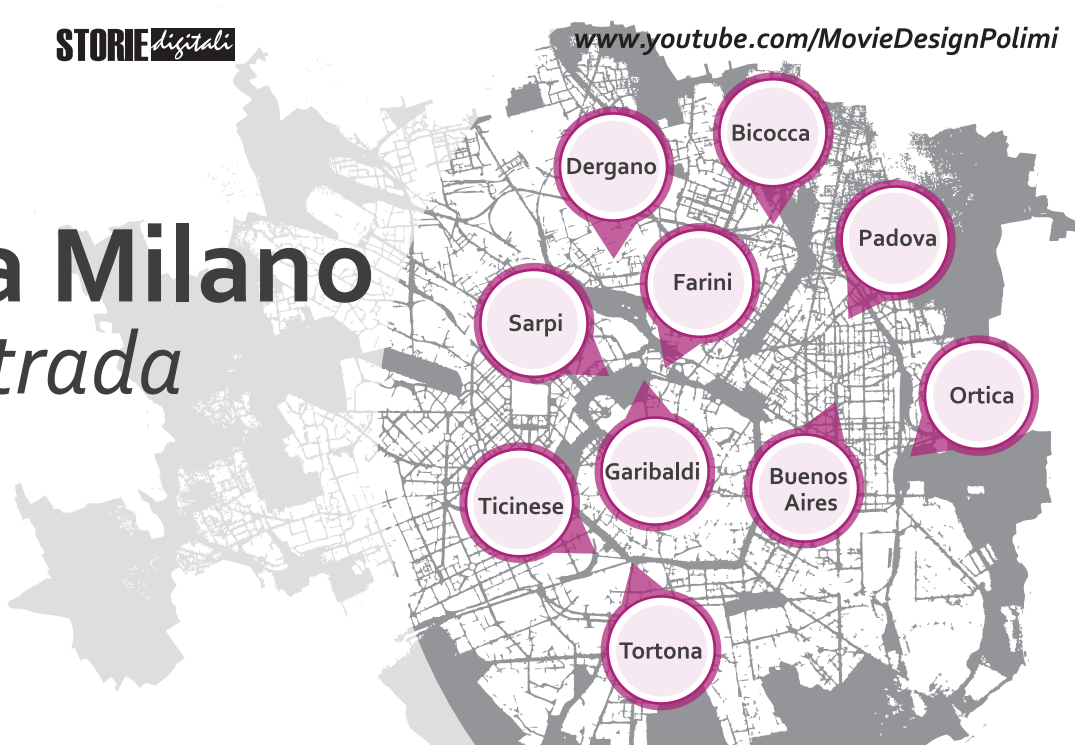 STORIE digitali
www.youtube.com/MovieDesignPolimi
a Milano
trada
Bicocca
Dergano
Padova
Farini
Sarpi
Ortica
Garibaldi
Buenos
Aires
Ticinese
Tortona